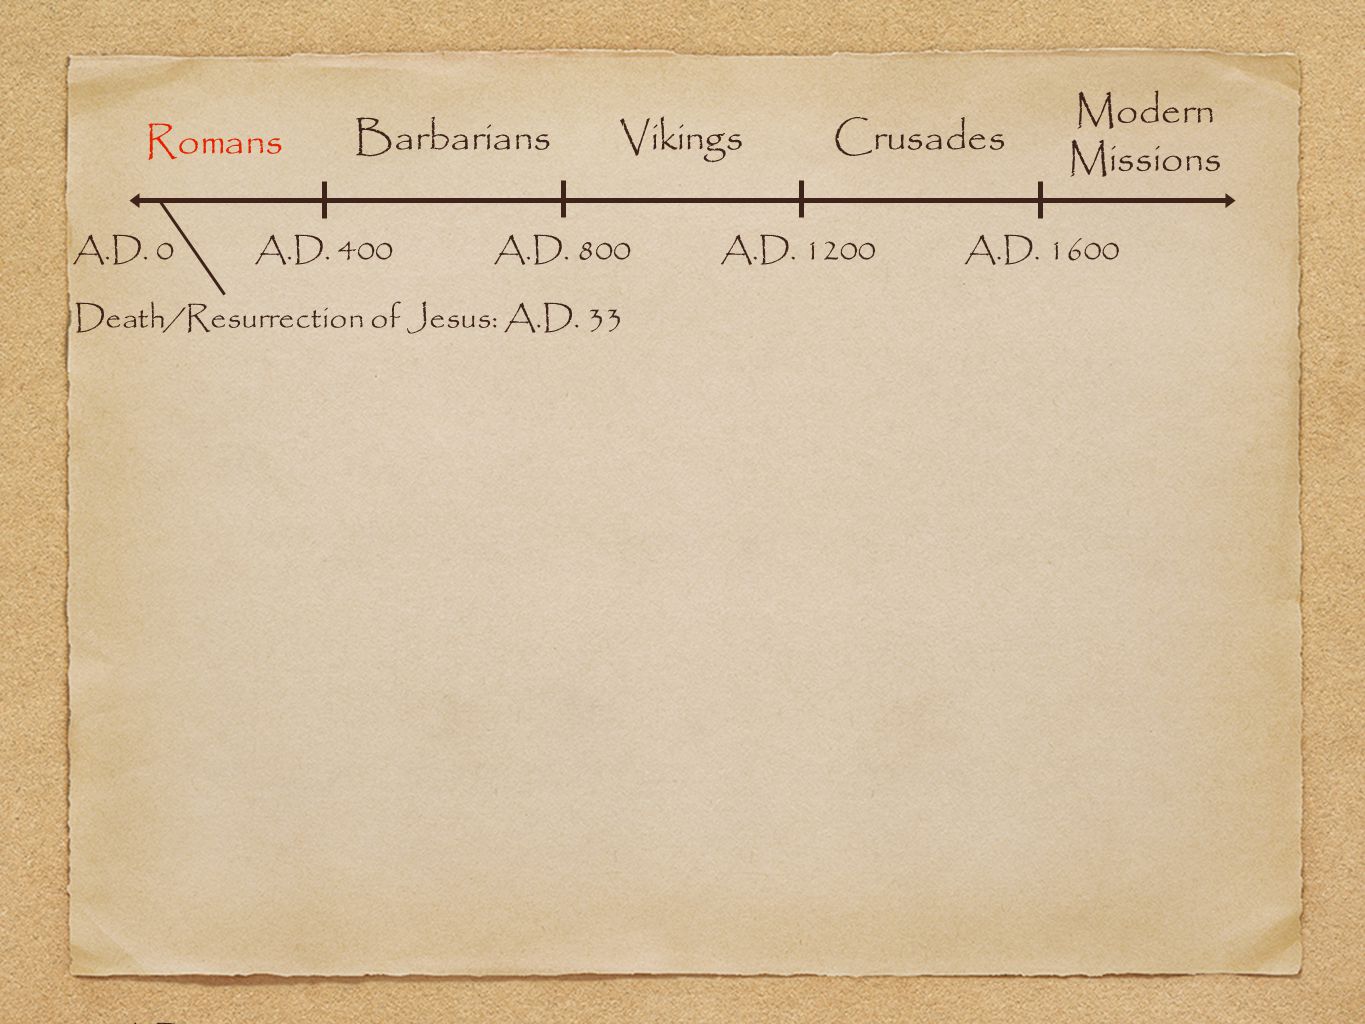 Modern
Romans Barbarians Vikings Crusades Missions
A.D. 0 A.D. 400 A.D. 800 A.D. 1200 A.D. 1600
Death/Resurrection of Jesus: A.D. 33